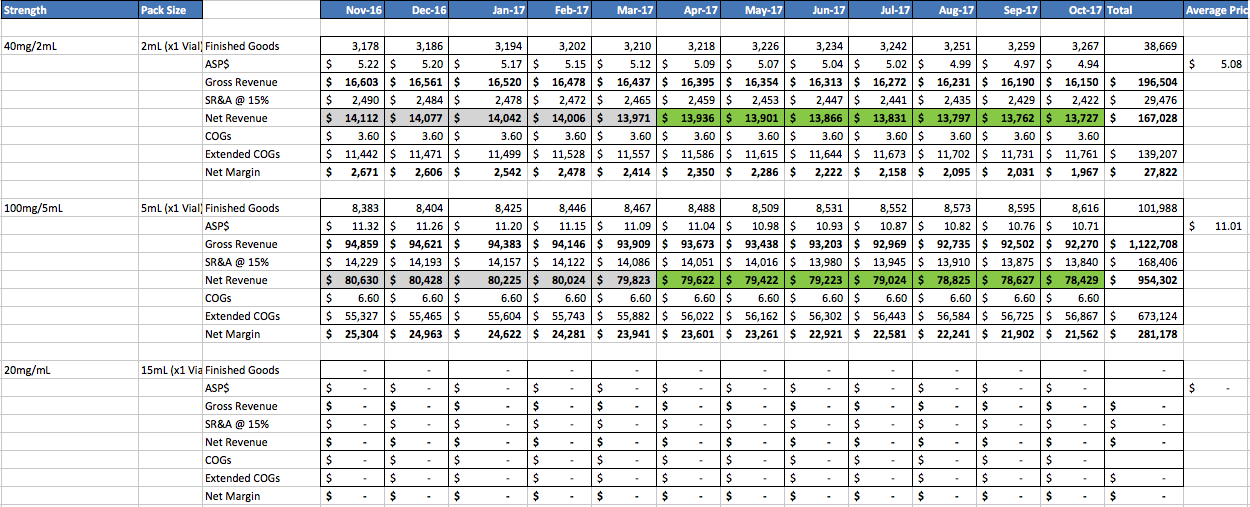 Strength Pack Size Nov-16 Dec-16 Jan-17 Feb-17 Mar-17 Apr-17 May-17 Jun-17 Jul-17 Aug-17 Sep-17 Oct-17 Total Average Pric
40mg/2mL 2mL (x1 Vial) Finished Goods 3,178 3,186 3,194 3,202 3,210 3,218 3,226 3,234 3,242 3,251 3,259 3,267 38,669
ASP$ $ 5.22 $ 5.20 $ 5.17 $ 5.15 $ 5.12 $ 5.09 $ 5.07 $ 5.04 $ 5.02 $ 4.99 $ 4.97 $ 4.94 $ 5.08
Gross Revenue $ 16,603 $ 16,561 $ 16,520 $ 16,478 $ 16,437 $ 16,395 $ 16,354 $ 16,313 $ 16,272 $ 16,231 $ 16,190 $ 16,150 $ 196,504
SR&A @ 15% $ 2,490 $ 2,484 $ 2,478 $ 2,472 $ 2,465 $ 2,459 $ 2,453 $ 2,447 $ 2,441 $ 2,435 $ 2,429 $ 2,422 $ 29,476
Net Revenue $ 14,112 $ 14,077 $ 14,042 $ 14,006 $ 13,971 $ 13,936 $ 13,901 $ 13,866 $ 13,831 $ 13,797 $ 13,762 $ 13,727 $ 167,028
COGs $ 3.60 $ 3.60 $ 3.60 $ 3.60 $ 3.60 $ 3.60 $ 3.60 $ 3.60 $ 3.60 $ 3.60 $ 3.60 $ 3.60
Extended COGs $ 11,442 $ 11,471 $ 11,499 $ 11,528 $ 11,557 $ 11,586 $ 11,615 $ 11,644 $ 11,673 $ 11,702 $ 11,731 $ 11,761 $ 139,207
Net Margin $ 2,671 $ 2,606 $ 2,542 $ 2,478 $ 2,414 $ 2,350 $ 2,286 $ 2,222 $ 2,158 $ 2,095 $ 2,031 $ 1,967 $ 27,822
100mg/5mL 5mL (x1 Vial) Finished Goods 8,383 8,404 8,425 8,446 8,467 8,488 8,509 8,531 8,552 8,573 8,595 8,616 101,988
ASP$ $ 11.32 $ 11.26 $ 11.20 $ 11.15 $ 11.09 $ 11.04 $ 10.98 $ 10.93 $ 10.87 $ 10.82 $ 10.76 $ 10.71 $ 11.01
Gross Revenue $ 94,859 $ 94,621 $ 94,383 $ 94,146 $ 93,909 $ 93,673 $ 93,438 $ 93,203 $ 92,969 $ 92,735 $ 92,502 $ 92,270 $ 1,122,708
SR&A @ 15% $ 14,229 $ 14,193 $ 14,157 $ 14,122 $ 14,086 $ 14,051 $ 14,016 $ 13,980 $ 13,945 $ 13,910 $ 13,875 $ 13,840 $ 168,406
Net Revenue $ 80,630 $ 80,428 $ 80,225 $ 80,024 $ 79,823 $ 79,622 $ 79,422 $ 79,223 $ 79,024 $ 78,825 $ 78,627 $ 78,429 $ 954,302
COGs $ 6.60 $ 6.60 $ 6.60 $ 6.60 $ 6.60 $ 6.60 $ 6.60 $ 6.60 $ 6.60 $ 6.60 $ 6.60 $ 6.60
Extended COGs $ 55,327 $ 55,465 $ 55,604 $ 55,743 $ 55,882 $ 56,022 $ 56,162 $ 56,302 $ 56,443 $ 56,584 $ 56,725 $ 56,867 $ 673,124
Net Margin $ 25,304 $ 24,963 $ 24,622 $ 24,281 $ 23,941 $ 23,601 $ 23,261 $ 22,921 $ 22,581 $ 22,241 $ 21,902 $ 21,562 $ 281,178
20mg/mL 15mL (x1 Via Finished Goods - - - - - - - - - - - - -
ASP$ $ - $ - $ - $ - $ - $ - $ - $ - $ - $ - $ - $ - $ -
Gross Revenue $ - $ - $ - $ - $ - $ - $ - $ - $ - $ - $ - $ - $ -
SR&A @ 15% $ - $ - $ - $ - $ - $ - $ - $ - $ - $ - $ - $ - $ -
Net Revenue $ - $ - $ - $ - $ - $ - $ - $ - $ - $ - $ - $ - $ -
COGs $ - $ - $ - $ - $ - $ - $ - $ - $ - $ - $ - $ -
Extended COGs $ - $ - $ - $ - $ - $ - $ - $ - $ - $ - $ - $ - $ -
Net Margin $ - $ - $ - $ - $ - $ - $ - $ - $ - $ - $ - $ - $ -